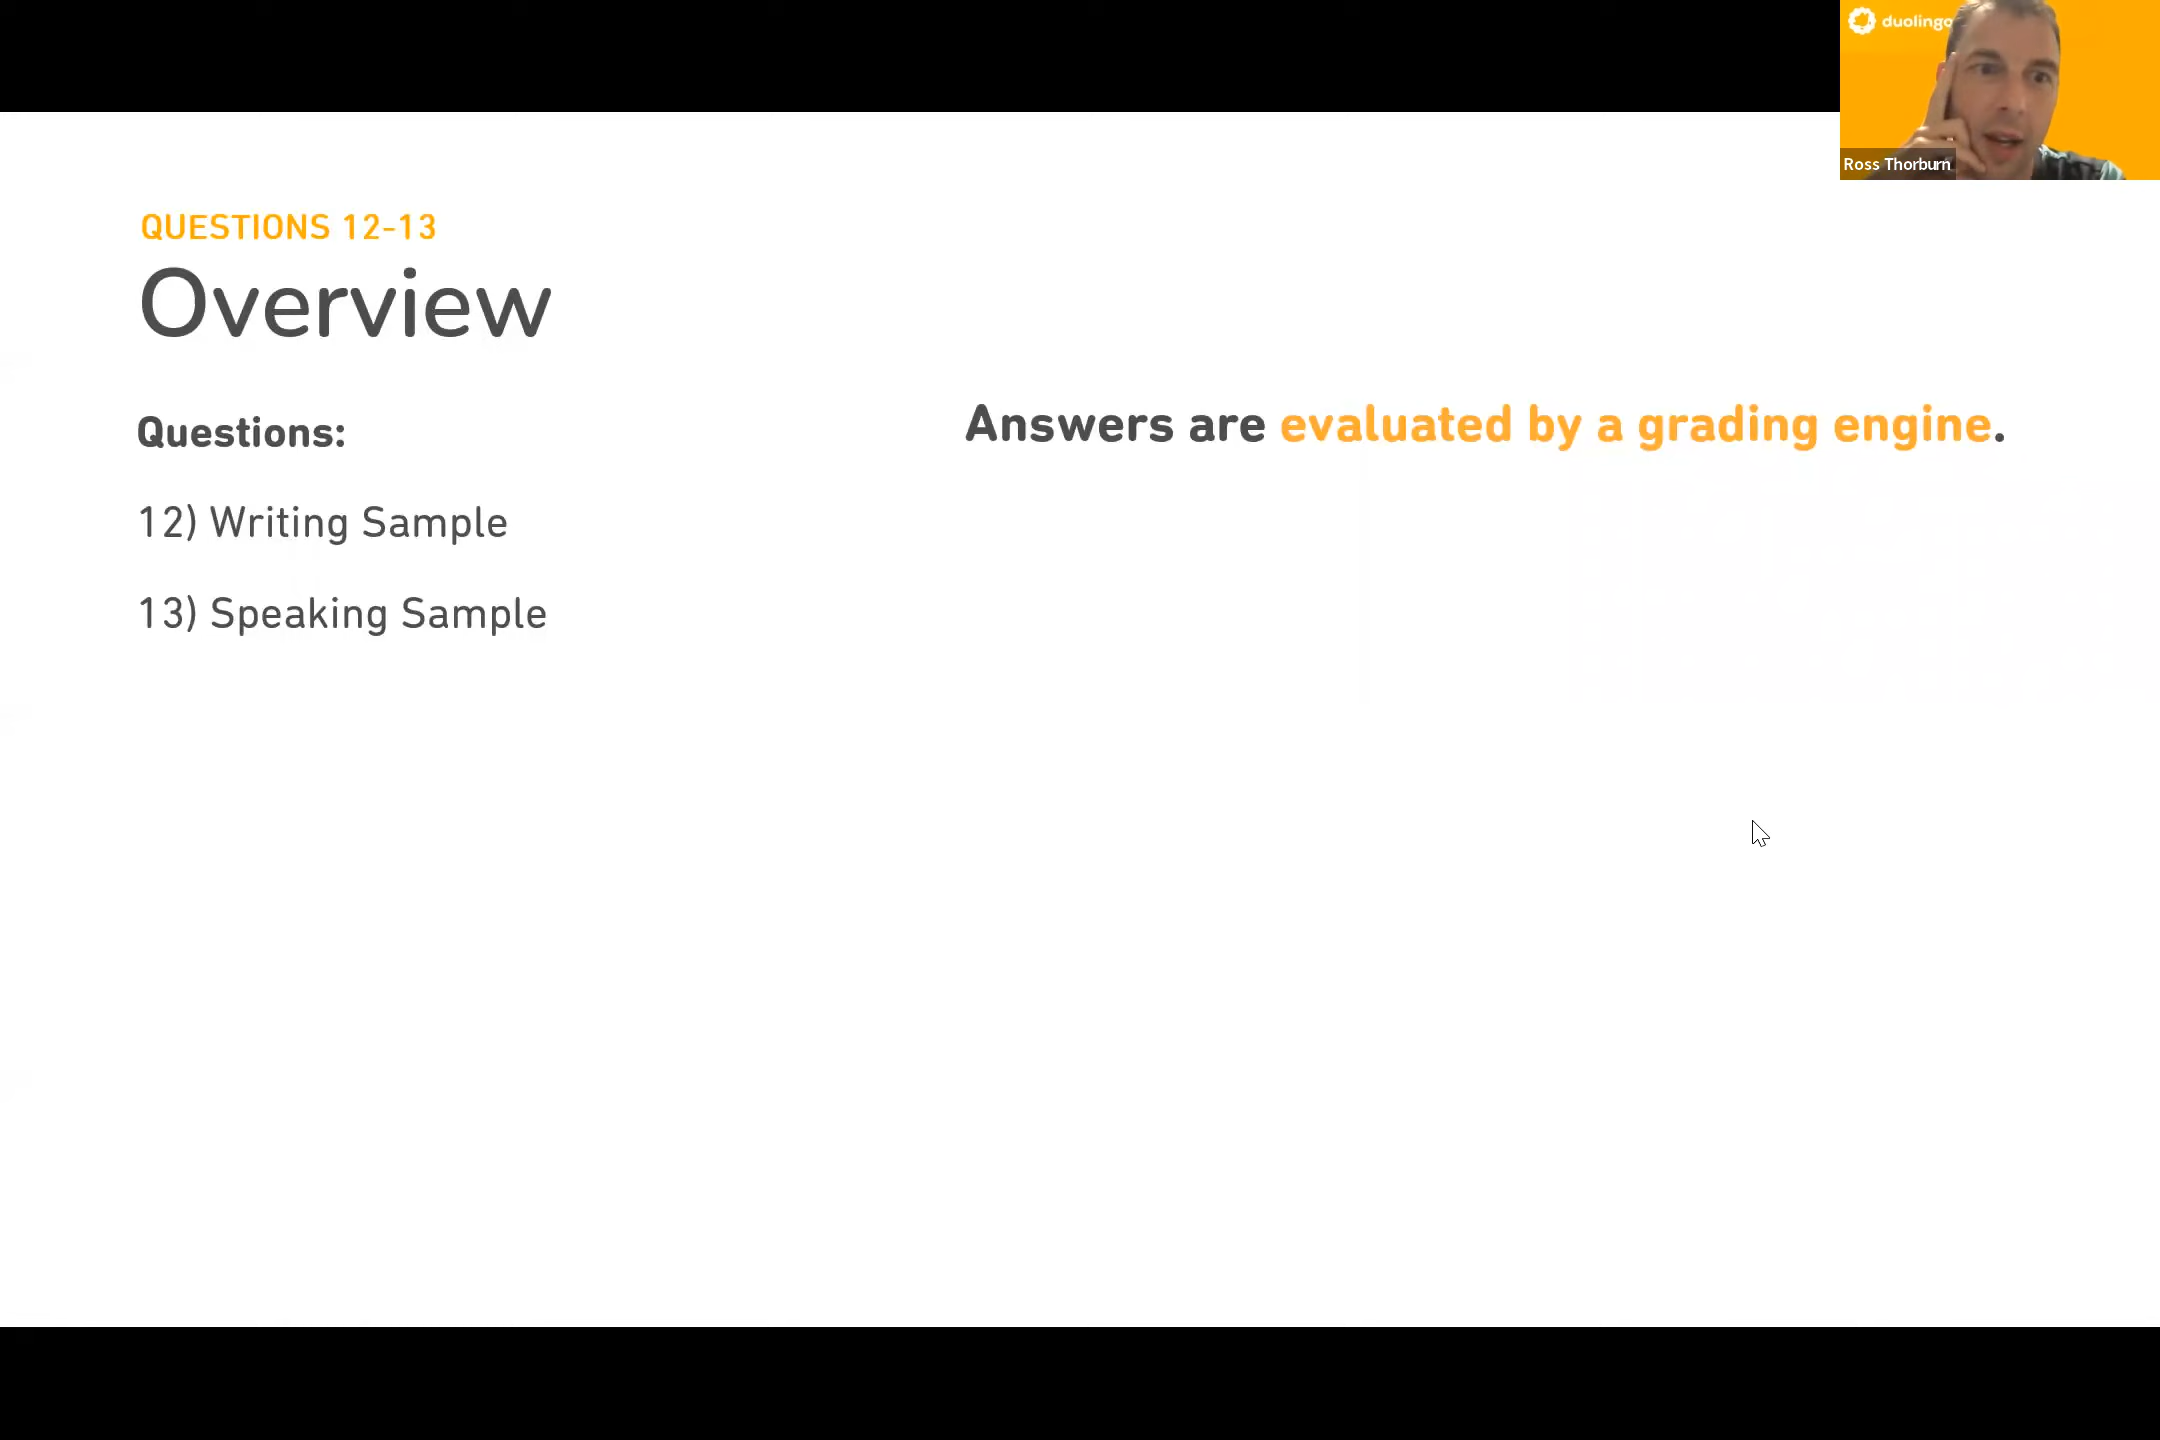 duolingo
Ross Thorburn
QUESTIONS 12-13
Overview
Questions:
12) Writing Sample
13) Speaking Sample
Answers are evaluated by a grading engine.